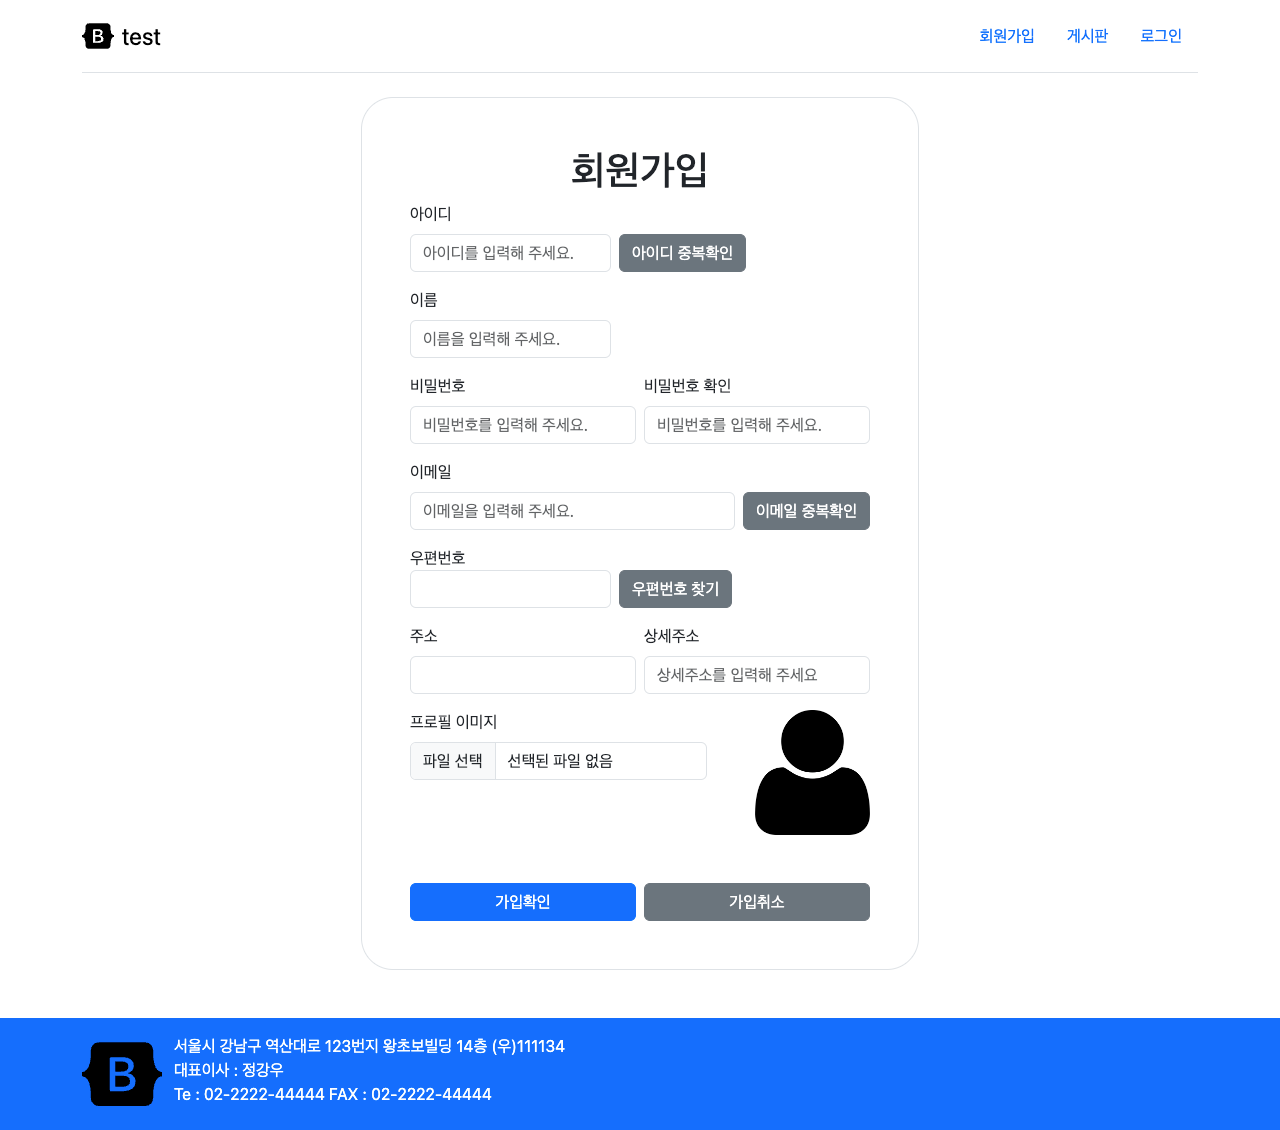 B test
회원가입 게시판 로그인
회원가입
아이디
아이디를 입력해 주세요. 아이디 중복확인
이름
이름을 입력해 주세요.
비밀번호 비밀번호 확인
비밀번호를 입력해 주세요. 비밀번호를 입력해 주세요.
이메일
이메일을 입력해 주세요. 이메일 중복확인
우편번호
우편번호 찾기
주소 상세주소
상세주소를 입력해 주세요
프로필 이미지
파일 선택 선택된 파일 없음
가입확인 가입취소
B
서울시 강남구 역산대로 123번지 왕초보빌딩 14층 (우)111134
대표이사 : 정강우
Te : 02-2222-44444 FAX : 02-2222-44444